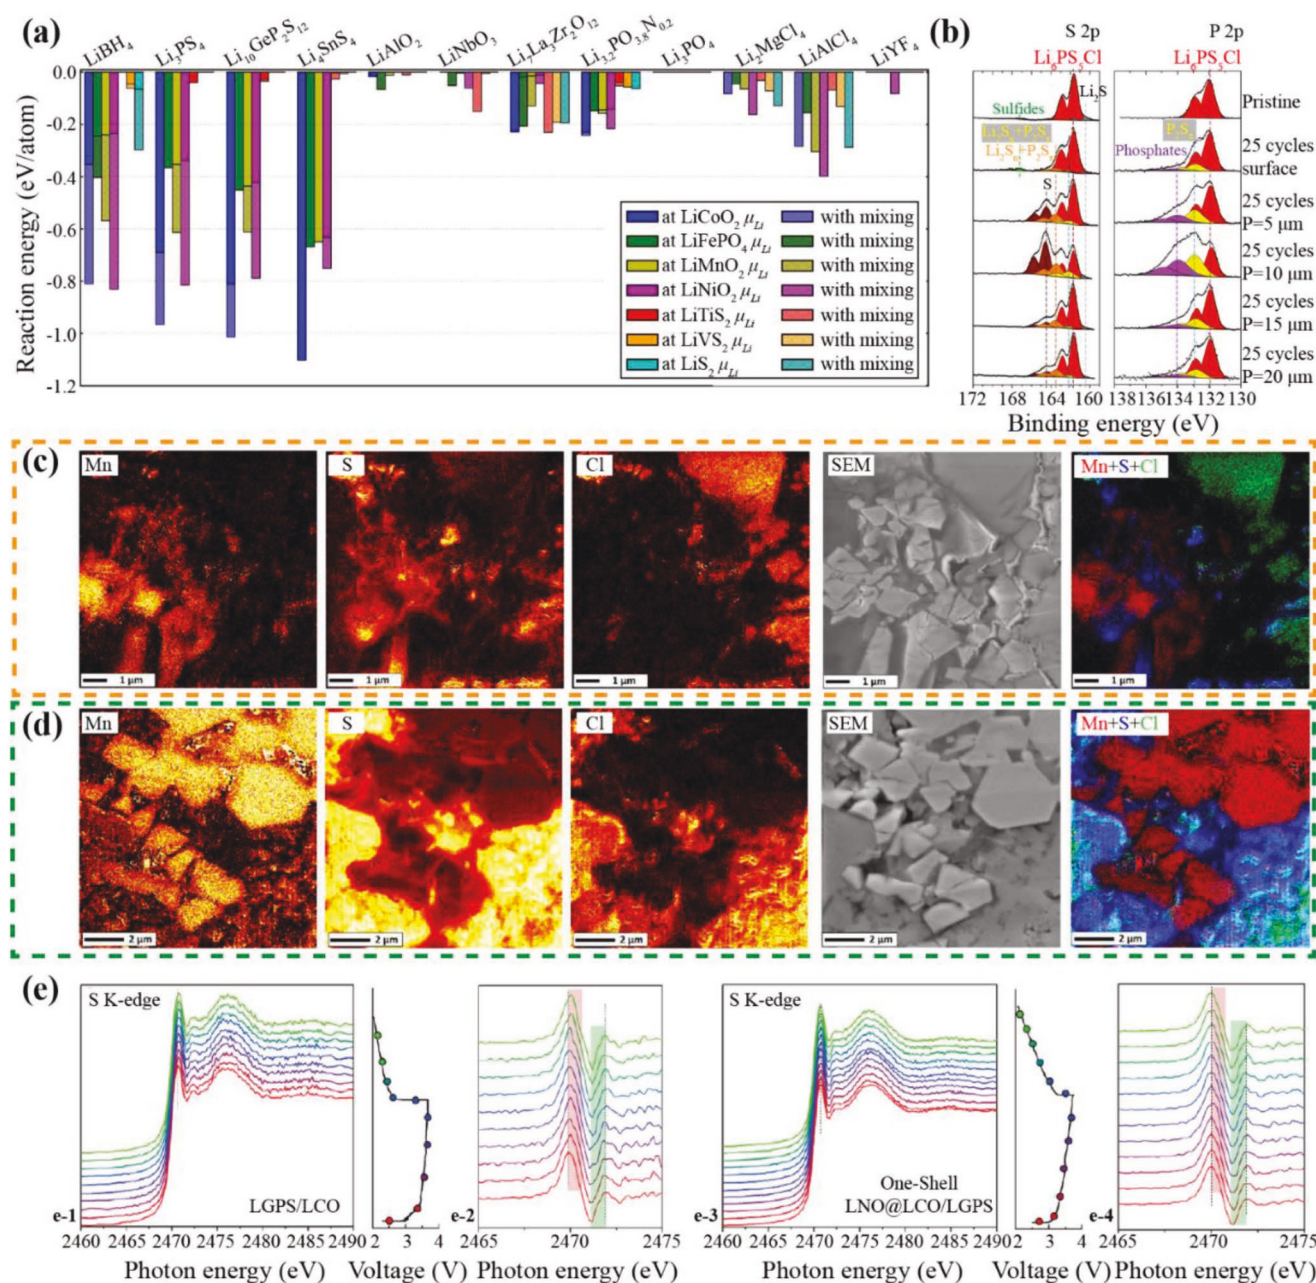 (a)
LiBH4
Li3PS4
Li10GeP2S12
Li4SnS4
LiAlO2
LiNbO3
Li7La3Zr2O12
Li3.2PO3.8N0.2
Li3PO4
Li2MgCl4
LiAlCl4
LiYF4
Reaction energy (eV/atom)
0.0
-0.2
-0.4
-0.6
-0.8
-1.0
-1.2
at LiCoO2 μLi with mixing
at LiFePO4 μLi with mixing
at LiMnO2 μLi with mixing
at LiNiO2 μLi with mixing
at LiTiS2 μLi with mixing
at LiVS2 μLi with mixing
at LiS2 μLi with mixing
(b)
S 2p P 2p
Li6PS5Cl Li6PS5Cl
Li2S
Pristine
Sulfides
P2Sx
Phosphates
25 cycles
surface
S
25 cycles
P=5 μm
25 cycles
P=10 μm
25 cycles
P=15 μm
25 cycles
P=20 μm
172 168 164 160 138 136 134 132 130
Binding energy (eV)
(c)
Mn S Cl SEM Mn+S+Cl
1 μm 1 μm 1 μm 1 μm 1 μm
(d)
Mn S Cl SEM Mn+S+Cl
2 μm 2 μm 2 μm 2 μm 2 μm
(e)
S K-edge
LGPS/LCO
e-1
2460 2465 2470 2475 2480 2485 2490
Photon energy (eV)
2 3 4
Voltage (V)
e-2
2465 2470 2475
Photon energy (eV)
S K-edge
One-Shell
LNO@LCO/LGPS
e-3
2460 2465 2470 2475 2480 2485 2490
Photon energy (eV)
2 3 4
Voltage (V)
e-4
2465 2470 2475
Photon energy (eV)